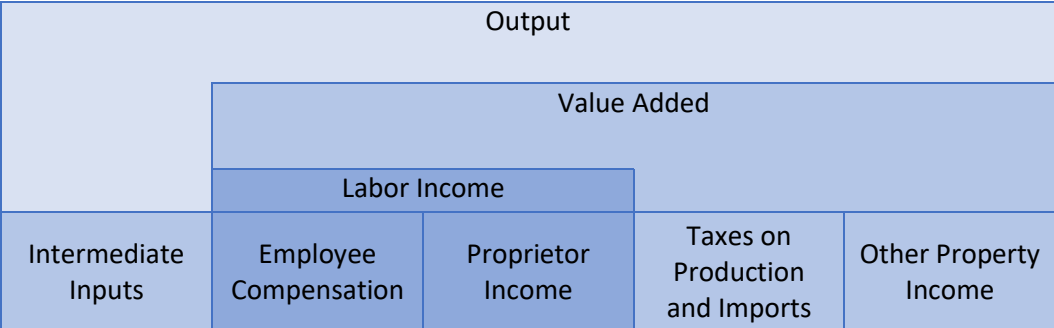 Output
Value Added
Labor Income
Intermediate
Inputs
Employee
Compensation
Proprietor
Income
Taxes on
Production
and Imports
Other Property
Income